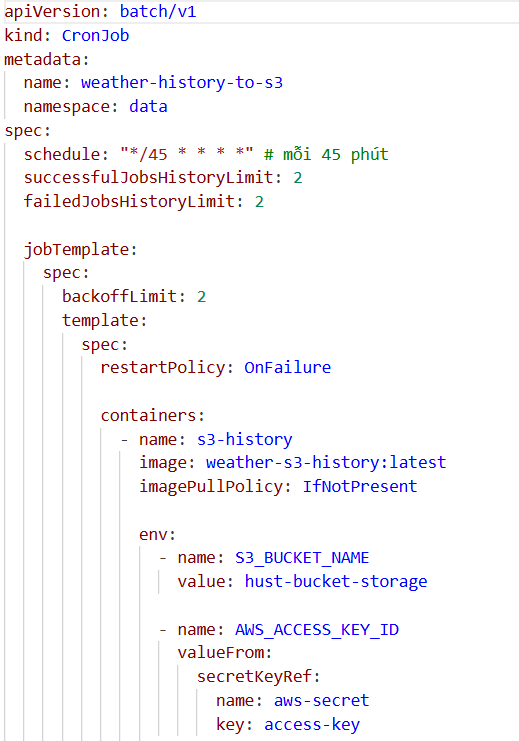 apiVersion: batch/v1
kind: CronJob
metadata:
  name: weather-history-to-s3
  namespace: data
spec:
  schedule: "*/45 * * * *" # mỗi 45 phút
  successfulJobsHistoryLimit: 2
  failedJobsHistoryLimit: 2

  jobTemplate:
    spec:
      backoffLimit: 2
      template:
        spec:
          restartPolicy: OnFailure

          containers:
            - name: s3-history
              image: weather-s3-history:latest
              imagePullPolicy: IfNotPresent

              env:
                - name: S3_BUCKET_NAME
                  value: hust-bucket-storage

                - name: AWS_ACCESS_KEY_ID
                  valueFrom:
                    secretKeyRef:
                      name: aws-secret
                      key: access-key